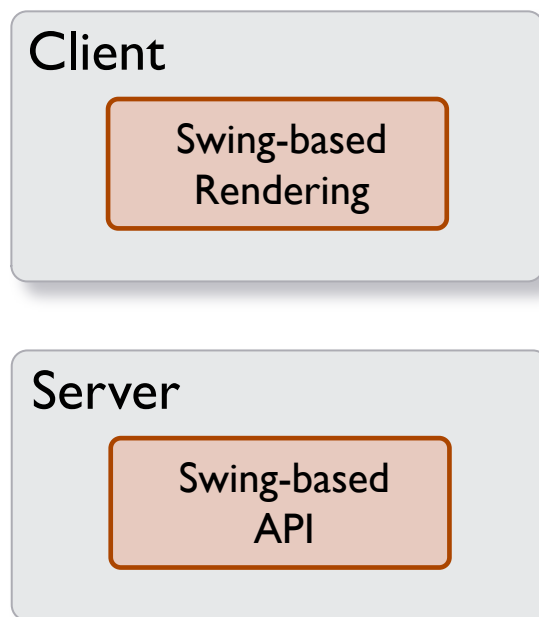 Client
Swing-based
Rendering
Server
Swing-based
API